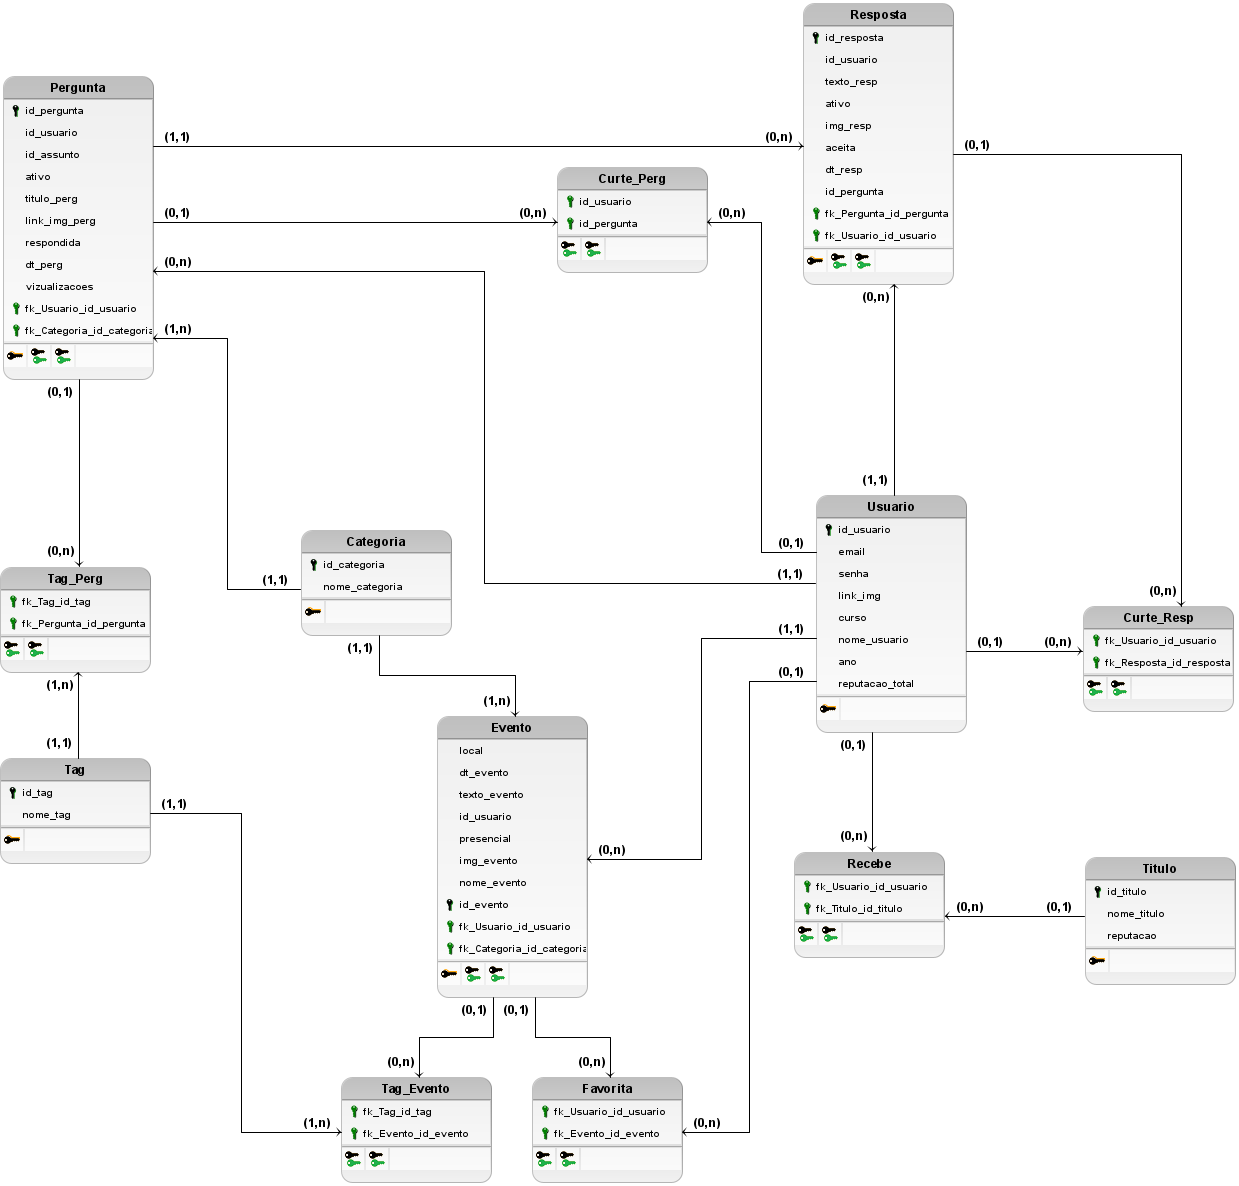 Resposta
id_resposta
id_usuario
texto_resp
ativo
img_resp
aceita
dt_resp
id_pergunta
fk_Pergunta_id_pergunta
fk_Usuario_id_usuario
Pergunta
id_pergunta
id_usuario
id_assunto
ativo
titulo_perg
link_img_perg
respondida
dt_perg
vizualizacoes
fk_Usuario_id_usuario
fk_Categoria_id_categoria
(1,1)
(0,n)
(0,1)
(0,n)
(0,n)
(1,n)
(0,1)
Curte_Perg
id_usuario
id_pergunta
(0,n)
(0,1)
(0,n)
(1,1)
Usuario
id_usuario
email
senha
link_img
curso
nome_usuario
ano
reputacao_total
(0,1)
(1,1)
(1,1)
(0,1)
(0,1)
(0,n)
(0,n)
Curte_Resp
fk_Usuario_id_usuario
fk_Resposta_id_resposta
Categoria
id_categoria
nome_categoria
(1,1)
(1,1)
(1,n)
(0,n)
Tag_Perg
fk_Tag_id_tag
fk_Pergunta_id_pergunta
(1,n)
(1,1)
Tag
id_tag
nome_tag
(1,1)
Evento
local
dt_evento
texto_evento
id_usuario
presencial
img_evento
nome_evento
id_evento
fk_Usuario_id_usuario
fk_Categoria_id_categoria
(0,n)
(0,1)
(0,1)
(0,1)
(0,n)
Recebe
fk_Usuario_id_usuario
fk_Titulo_id_titulo
(0,n)
(0,1)
Titulo
id_titulo
nome_titulo
reputacao
(0,n)
(0,n)
Tag_Evento
fk_Tag_id_tag
fk_Evento_id_evento
(1,n)
Favorita
fk_Usuario_id_usuario
fk_Evento_id_evento
(0,n)